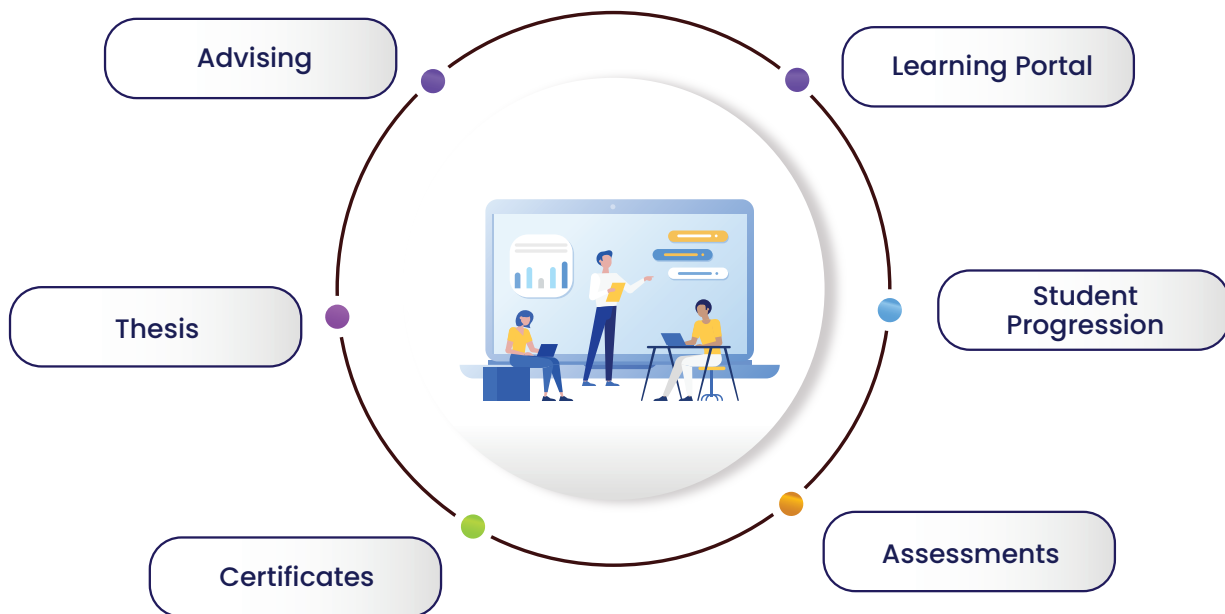 Advising
Learning Portal
Thesis
Student
Progression
Certificates
Assessments